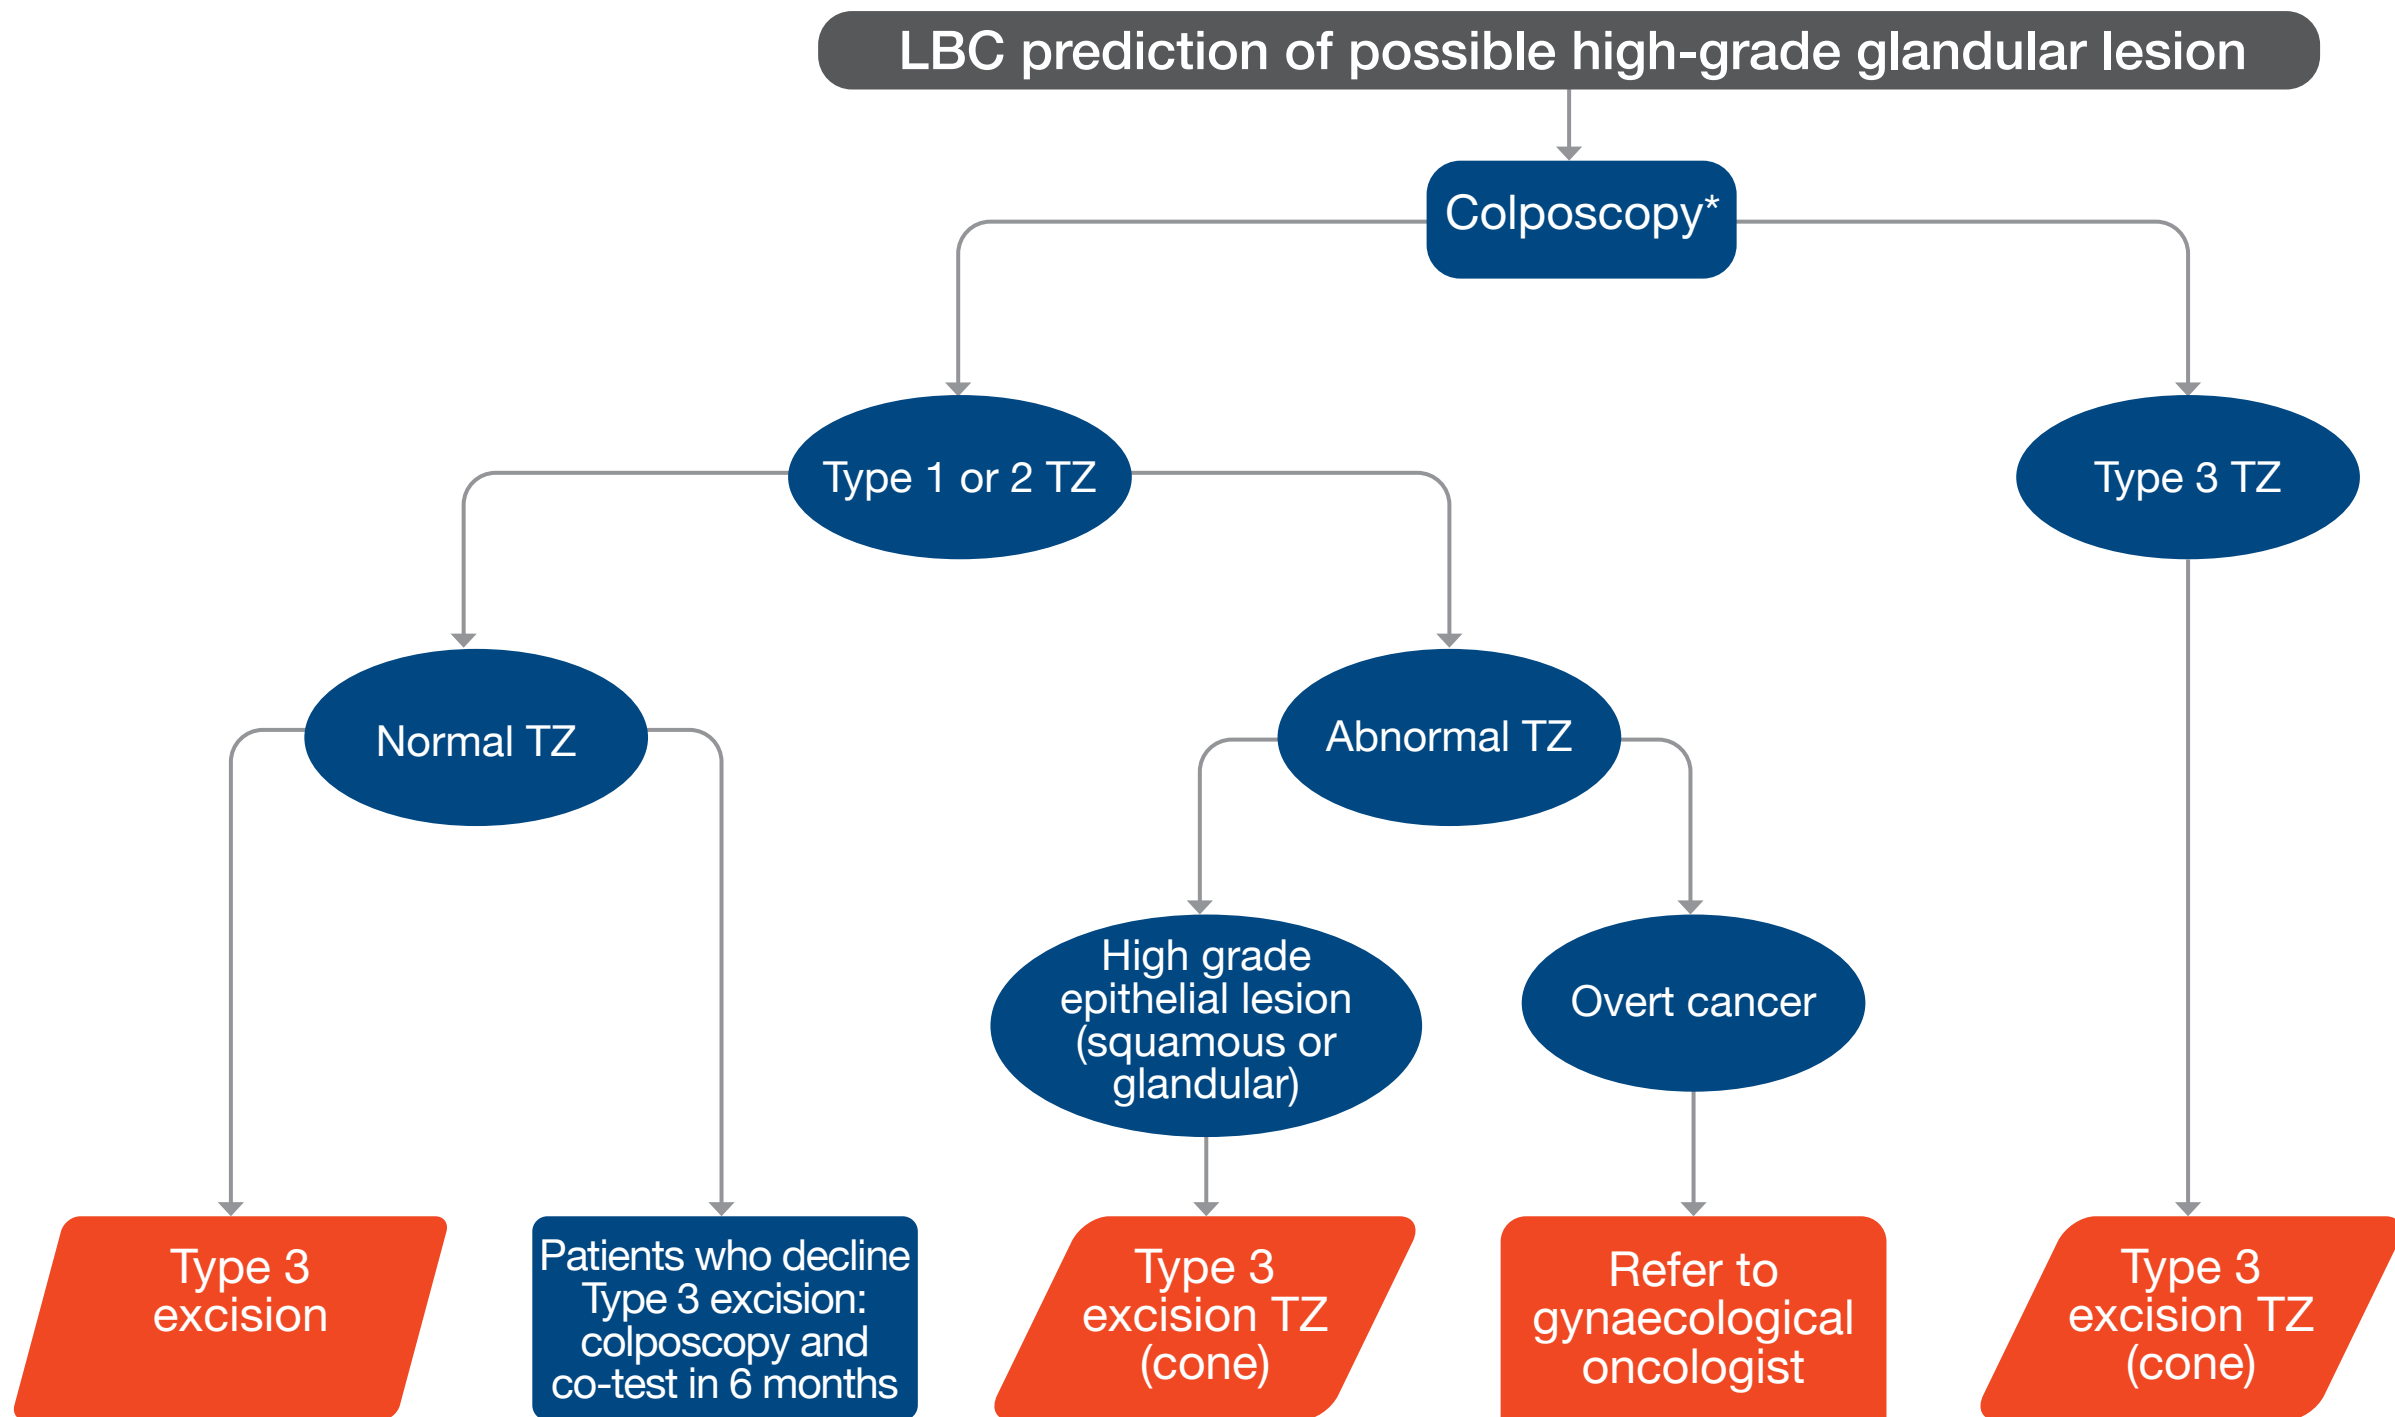 LBC prediction of possible high-grade glandular lesion
Colposcopy*
Type 1 or 2 TZ
Type 3 TZ
Normal TZ
Abnormal TZ
High grade
epithelial lesion
(squamous or
glandular)
Overt cancer
Type 3
excision
Patients who decline
Type 3 excision:
colposcopy and
co-test in 6 months
Type 3
excision TZ
(cone)
Refer to
gynaecological
oncologist
Type 3
excision TZ
(cone)